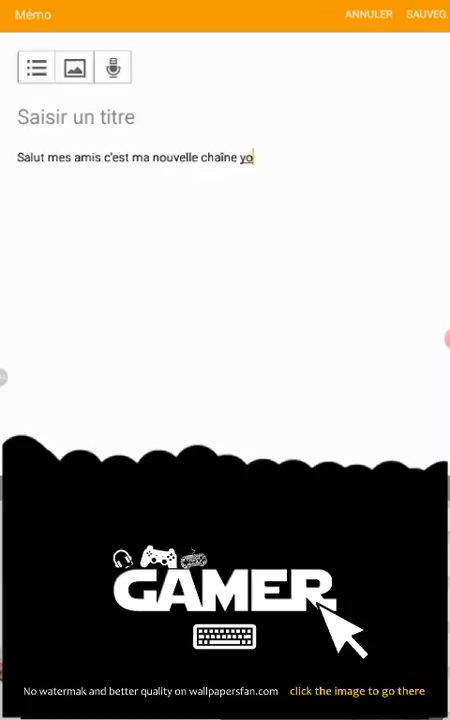 Mémo ANNULER SAUVEG.
Saisir un titre
Salut mes amis c'est ma nouvelle chaîne yo
GAMER
No watermak and better quality on wallpapersfan.com click the image to go there